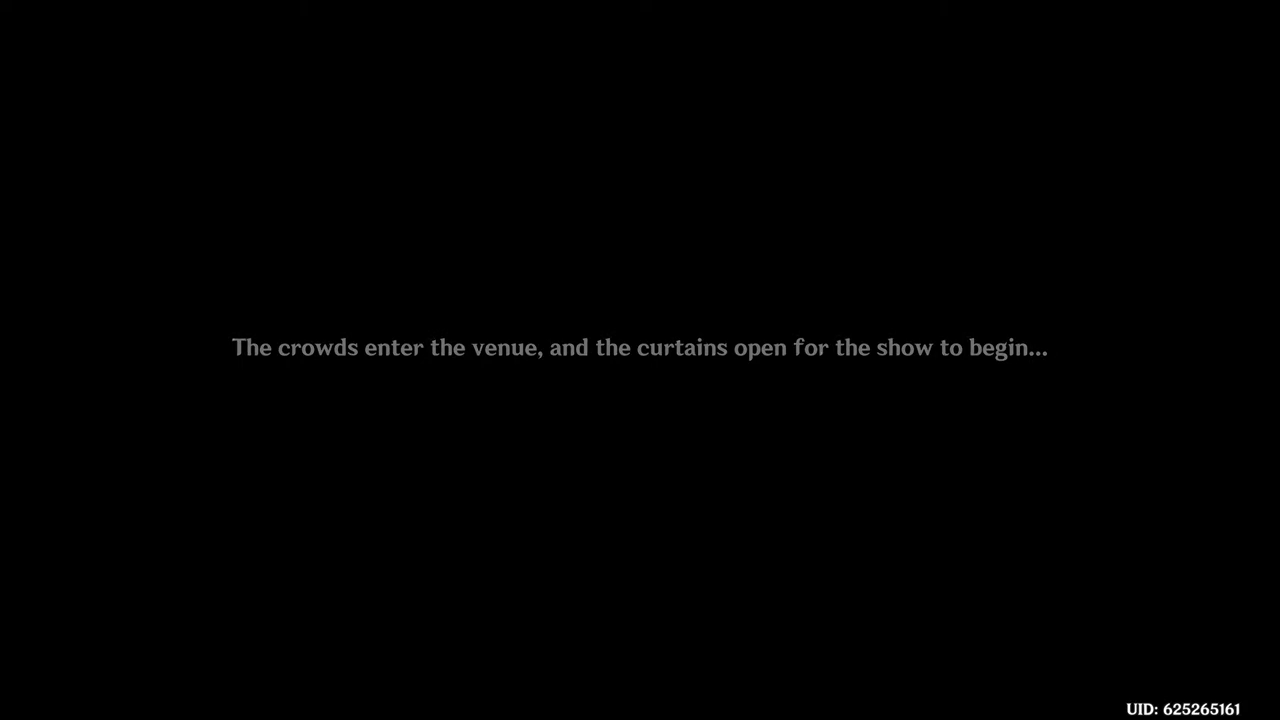 The crowds enter the venue, and the curtains open for the show to begin...
UID: 625265161